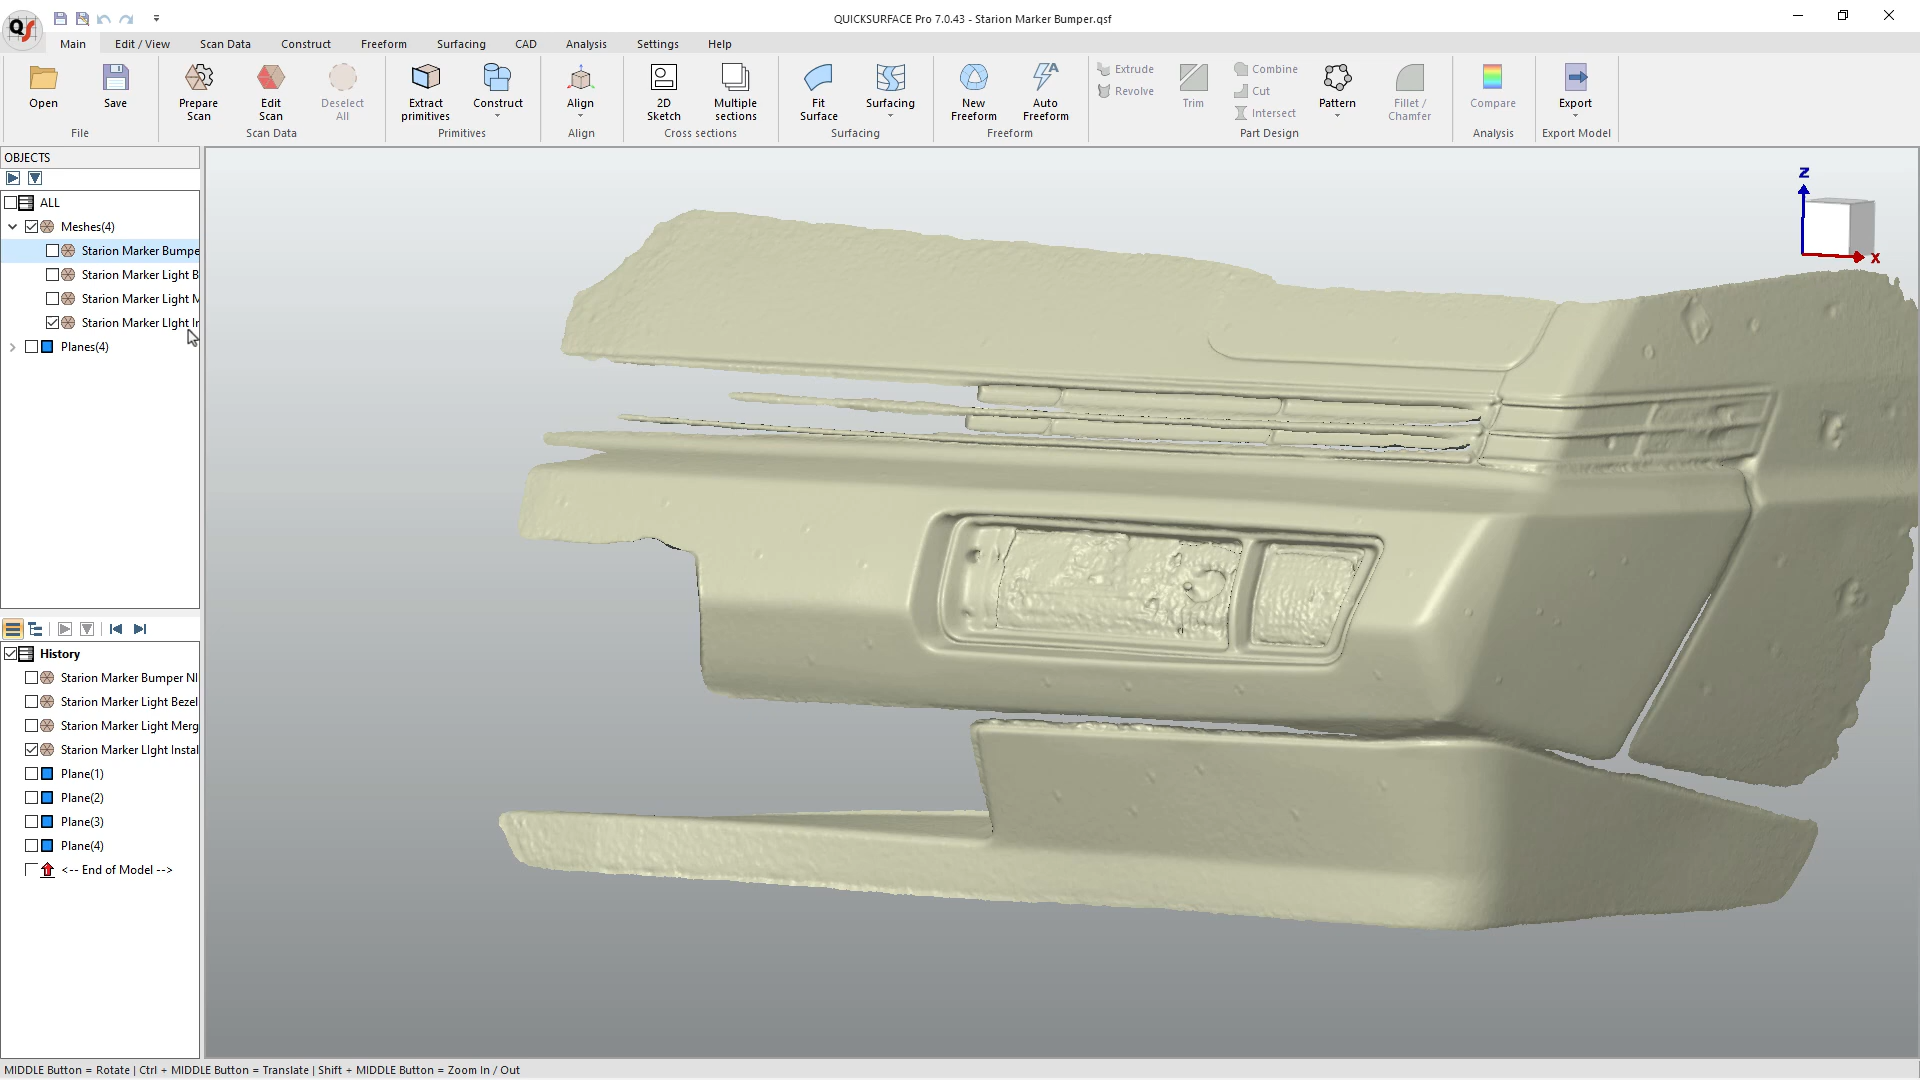 QUICKSURFACE Pro 7.0.43 - Starion Marker Bumper.qsf
QS
Main Edit / View Scan Data Construct Freeform Surfacing CAD Analysis Settings Help
Open Save Prepare Scan Edit Scan Deselect All Extract primitives Construct Align 2D Sketch Multiple sections Fit Surface Surfacing New Freeform Auto Freeform Extrude Revolve Trim Combine Cut Intersect Pattern Fillet / Chamfer Compare Export
File Scan Data Primitives Align Cross sections Surfacing Freeform Part Design Analysis Export Model
OBJECTS
ALL
Meshes(4)
Starion Marker Bumpe
Starion Marker Light B
Starion Marker Light M
Starion Marker LIght Ir
Planes(4)
History
Starion Marker Bumper NI
Starion Marker Light Bezel
Starion Marker Light Merg
Starion Marker LIght Instal
Plane(1)
Plane(2)
Plane(3)
Plane(4)
<-- End of Model -->
Z
X
MIDDLE Button = Rotate | Ctrl + MIDDLE Button = Translate | Shift + MIDDLE Button = Zoom In / Out